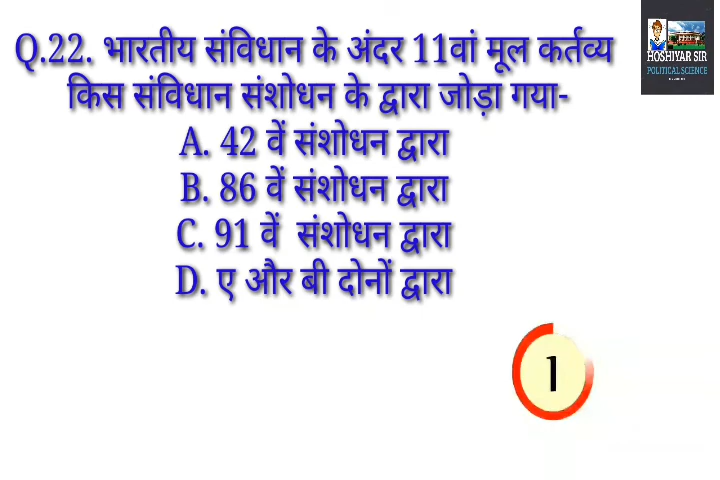 Q.22. भारतीय संविधान के अंदर 11वां मूल कर्तव्य
किस संविधान संशोधन के द्वारा जोड़ा गया-
A. 42 वें संशोधन द्वारा
B. 86 वें संशोधन द्वारा
C. 91 वें संशोधन द्वारा
D. ए और बी दोनों द्वारा
1
HOSHIYAR SIR
POLITICAL SCIENCE